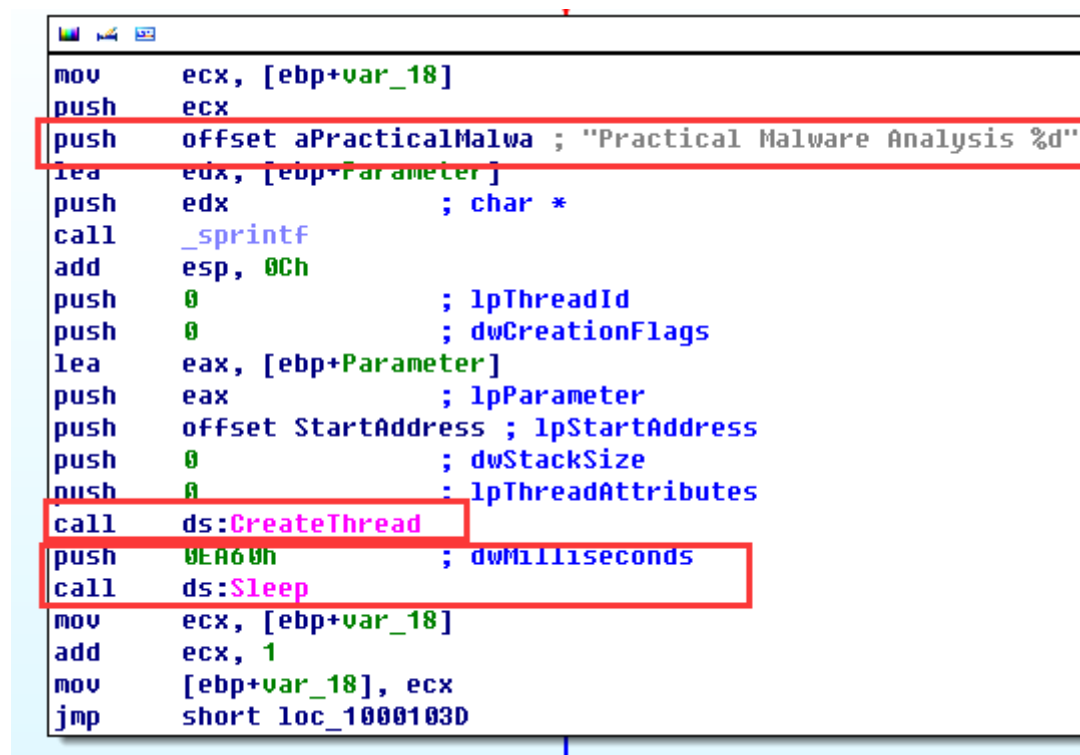 mov ecx, [ebp+var_18]
push ecx
push offset aPracticalMalwa ; "Practical Malware Analysis %d"
lea edx, [ebp+Parameter]
push edx ; char *
call _sprintf
add esp, 0Ch
push 0 ; lpThreadId
push 0 ; dwCreationFlags
lea eax, [ebp+Parameter]
push eax ; lpParameter
push offset StartAddress ; lpStartAddress
push 0 ; dwStackSize
push 0 ; lpThreadAttributes
call ds:CreateThread
push 0EA60h ; dwMilliseconds
call ds:Sleep
mov ecx, [ebp+var_18]
add ecx, 1
mov [ebp+var_18], ecx
jmp short loc_1000103D